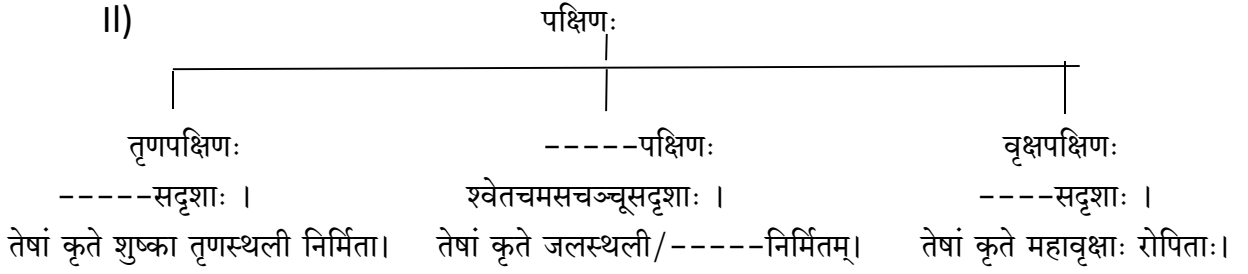 II) पक्षिणः
तृणपक्षिणः -----पक्षिणः वृक्षपक्षिणः
-----सदृशाः । श्वेतचमसचञ्चूसदृशाः । ----सदृशाः ।
तेषां कृते शुष्का तृणस्थली निर्मिता। तेषां कृते जलस्थली/-----निर्मितम्। तेषां कृते महावृक्षाः रोपिताः।